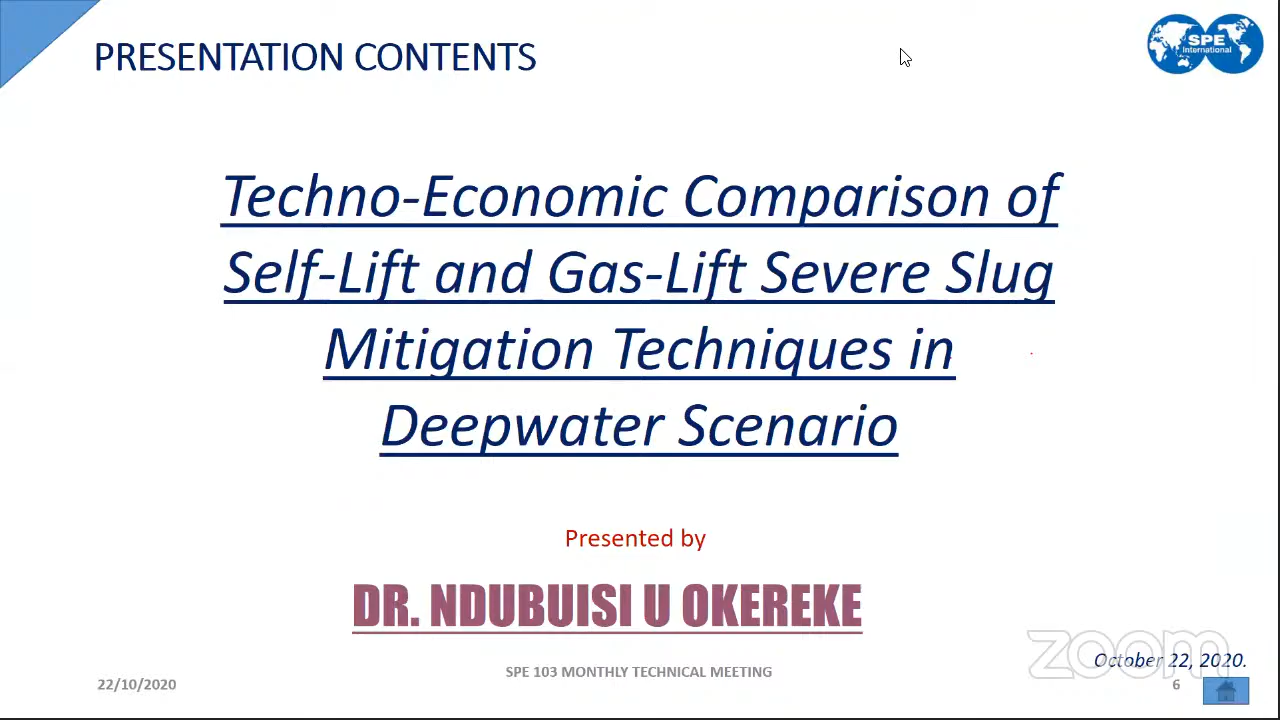 PRESENTATION CONTENTS
SPE
International
Techno-Economic Comparison of
Self-Lift and Gas-Lift Severe Slug
Mitigation Techniques in
Deepwater Scenario
Presented by
DR. NDUBUISI U OKEREKE
zoom
October 22, 2020.
SPE 103 MONTHLY TECHNICAL MEETING
22/10/2020
6